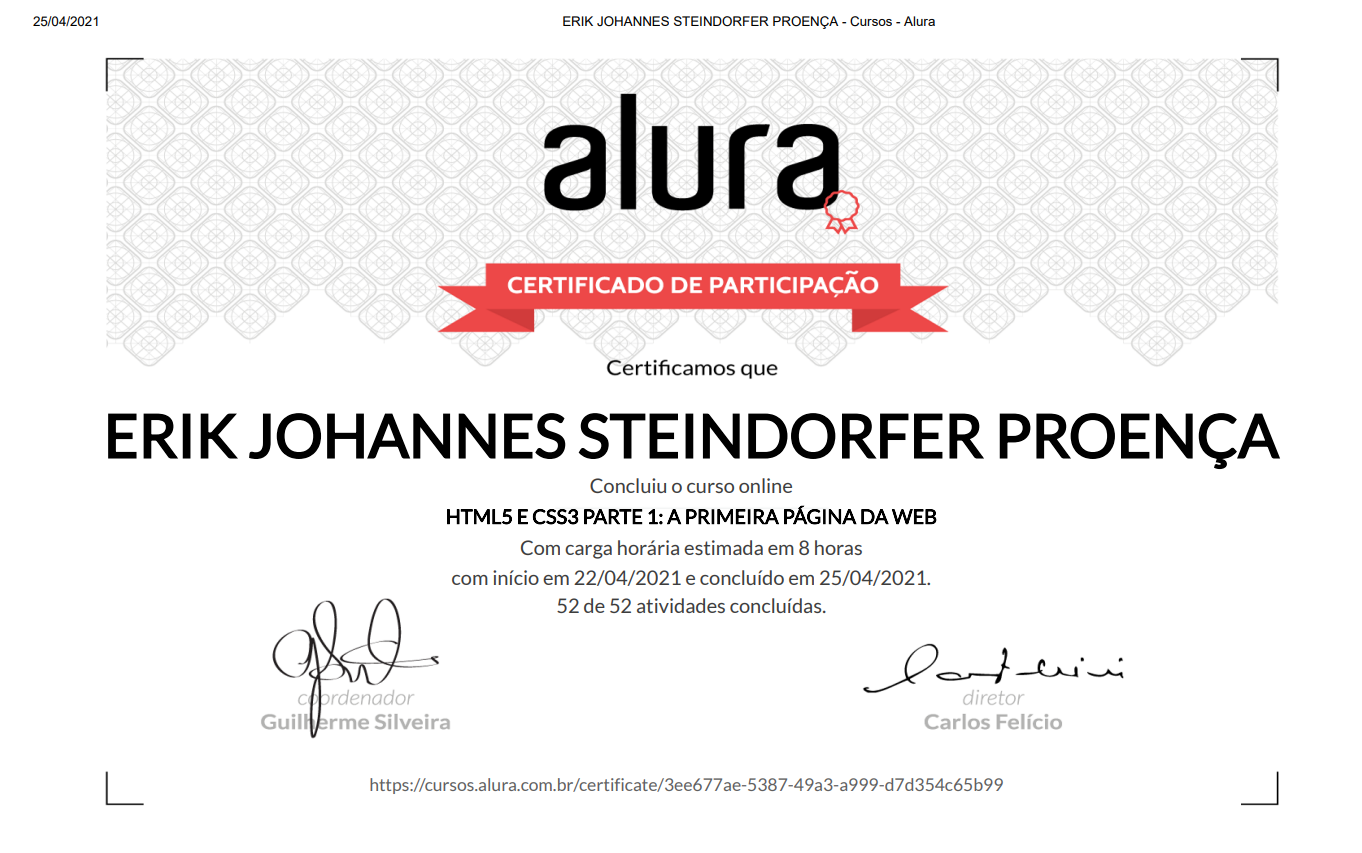 25/04/2021
ERIK JOHANNES STEINDORFER PROENÇA - Cursos - Alura
alura
CERTIFICADO DE PARTICIPAÇÃO
Certificamos que
ERIK JOHANNES STEINDORFER PROENÇA
Concluiu o curso online
HTML5 E CSS3 PARTE 1: A PRIMEIRA PÁGINA DA WEB
Com carga horária estimada em 8 horas
com início em 22/04/2021 e concluído em 25/04/2021.
52 de 52 atividades concluídas.
coordenador
Guilherme Silveira
diretor
Carlos Felício
https://cursos.alura.com.br/certificate/3ee677ae-5387-49a3-a999-d7d354c65b99